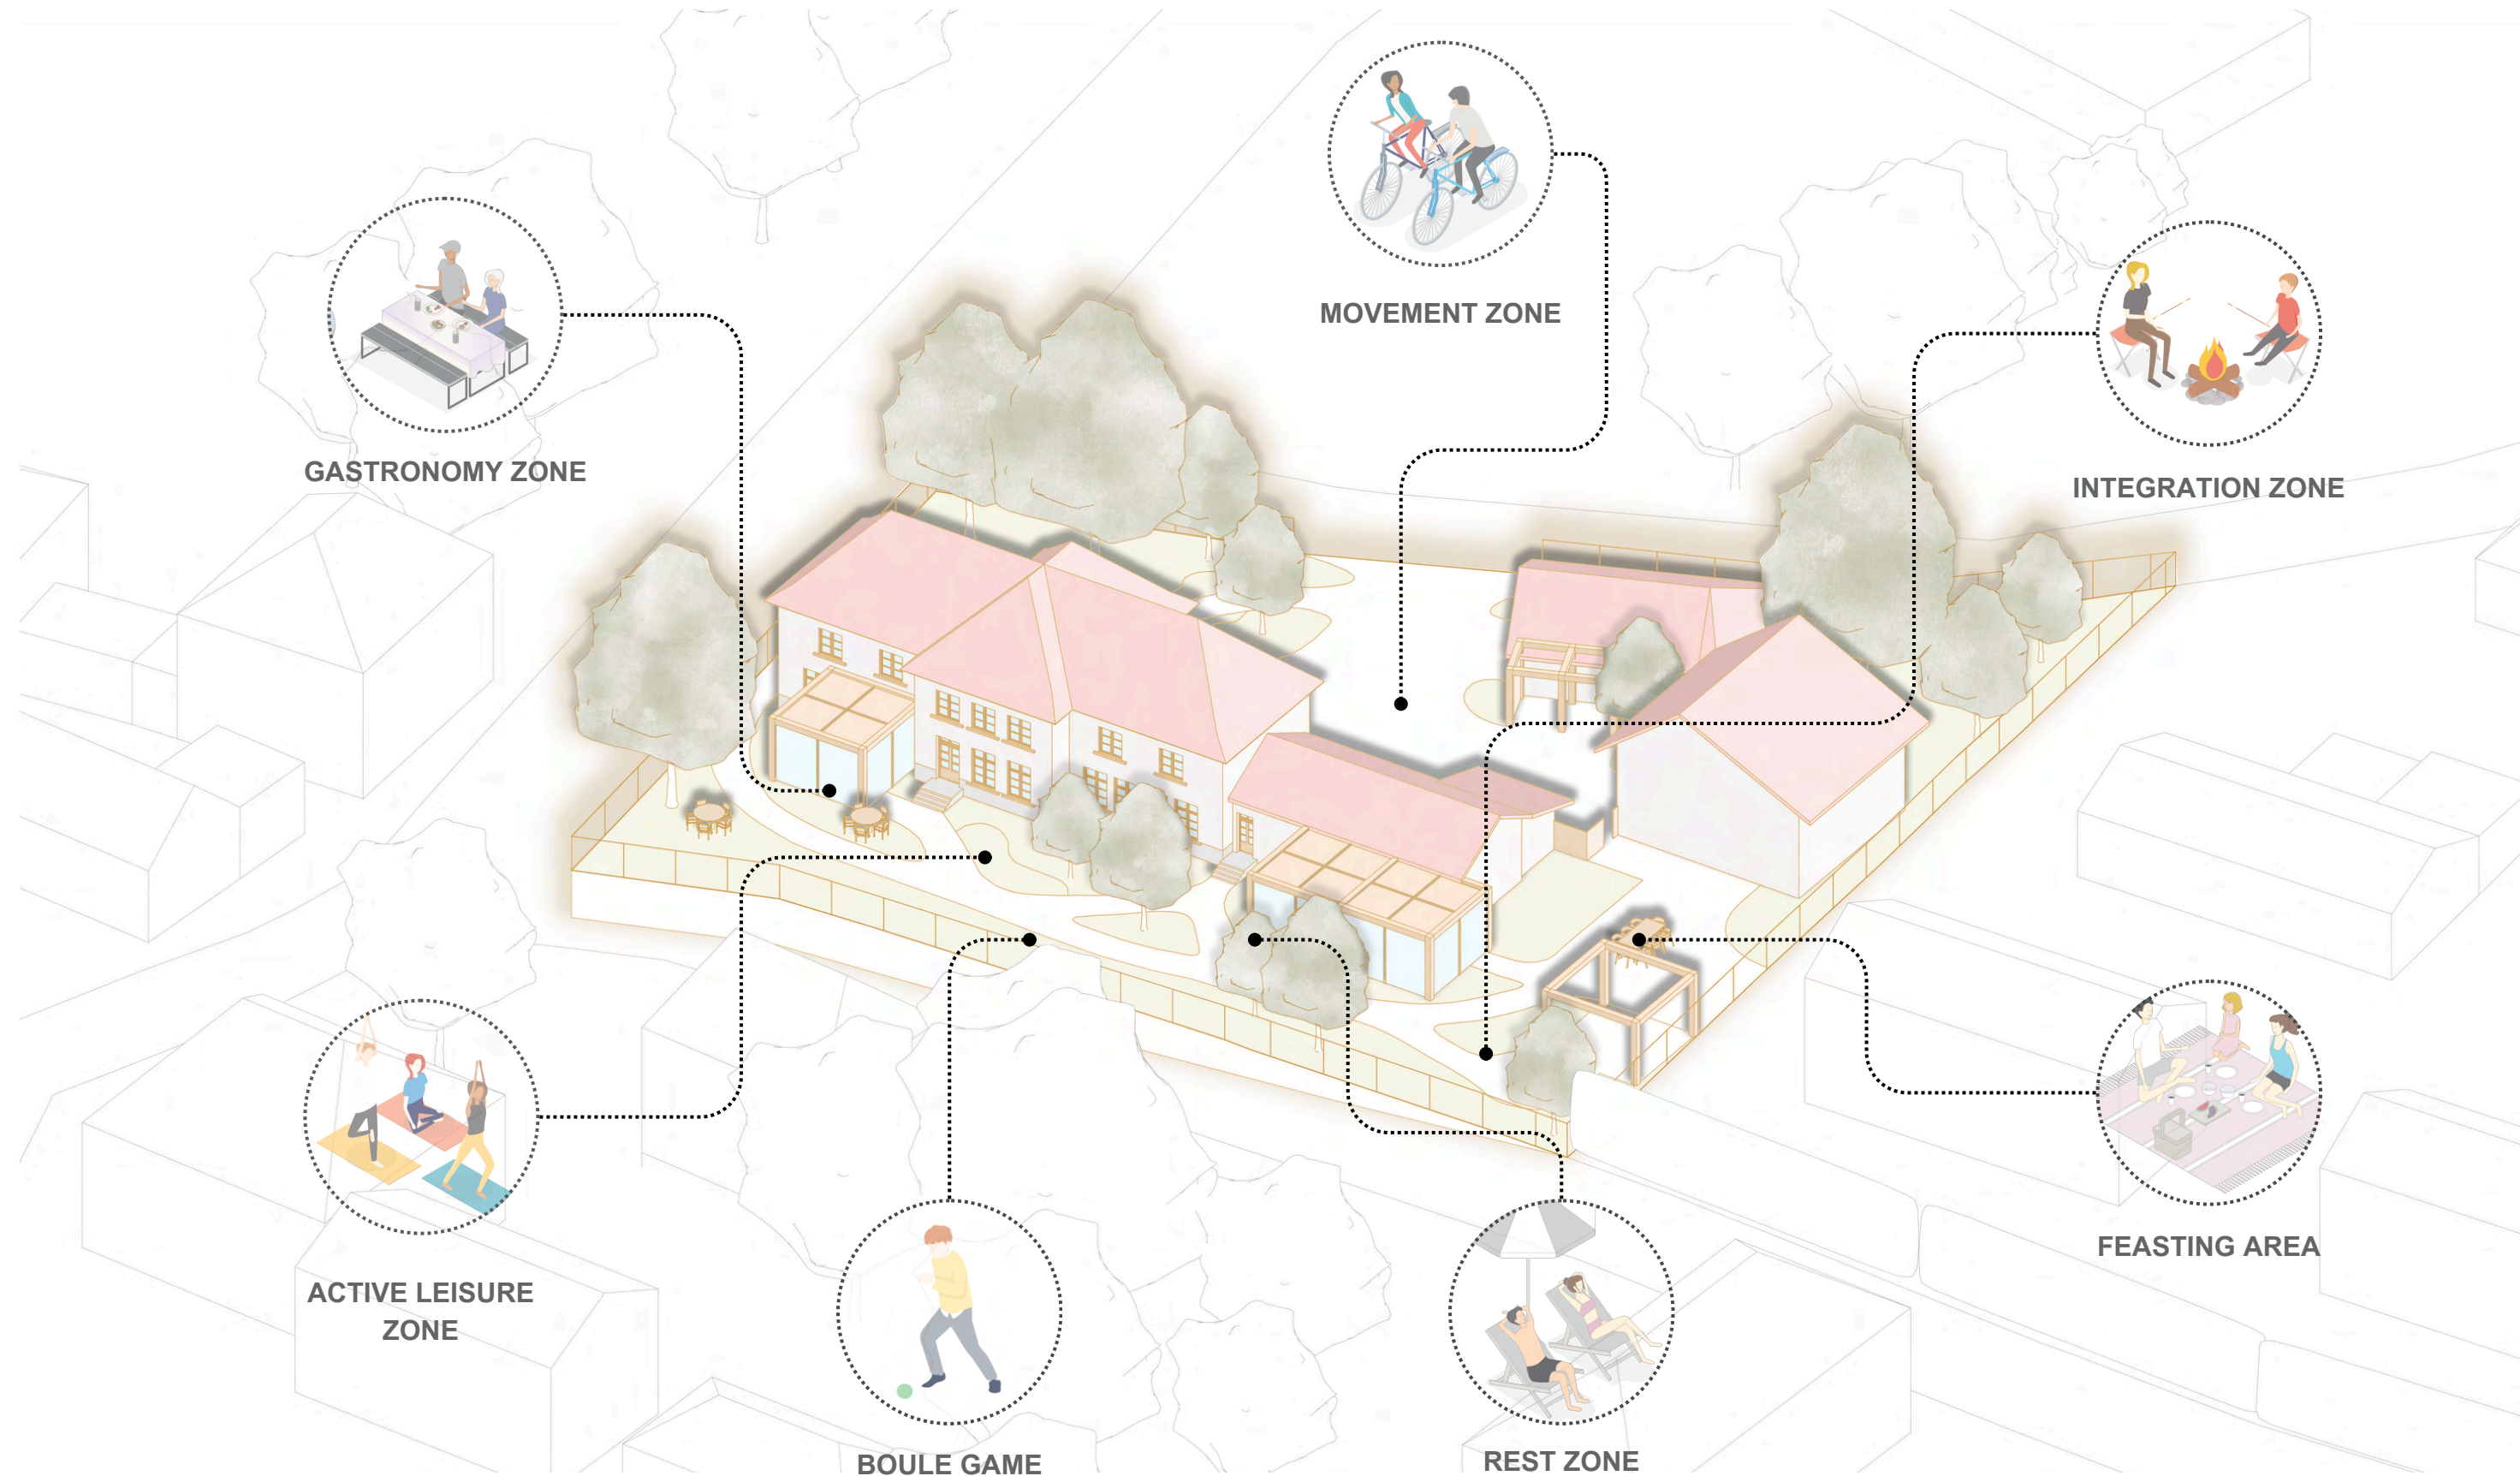 MOVEMENT ZONE
GASTRONOMY ZONE
INTEGRATION ZONE
FEASTING AREA
ACTIVE LEISURE
ZONE
BOULE GAME
REST ZONE